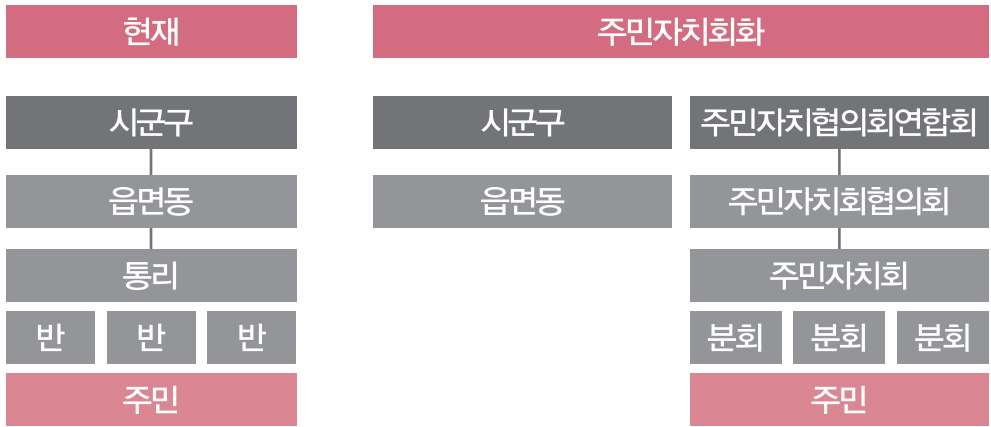 현재
주민자치회화
시군구
시군구
주민자치협의회연합회
읍면동
읍면동
주민자치회협의회
통리
주민자치회
반 반 반
분회 분회 분회
주민
주민